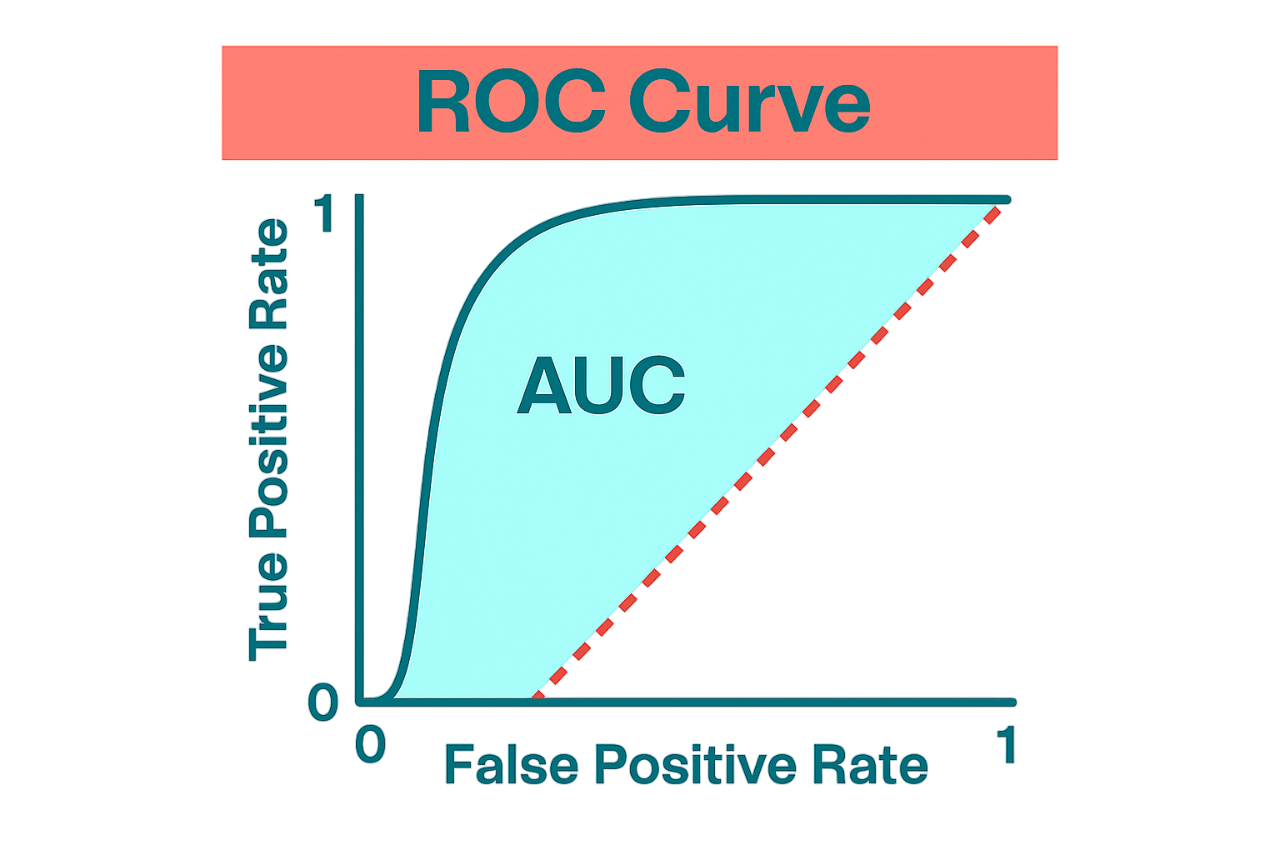 ROC Curve
1
True Positive Rate
AUC
0
0
1
False Positive Rate